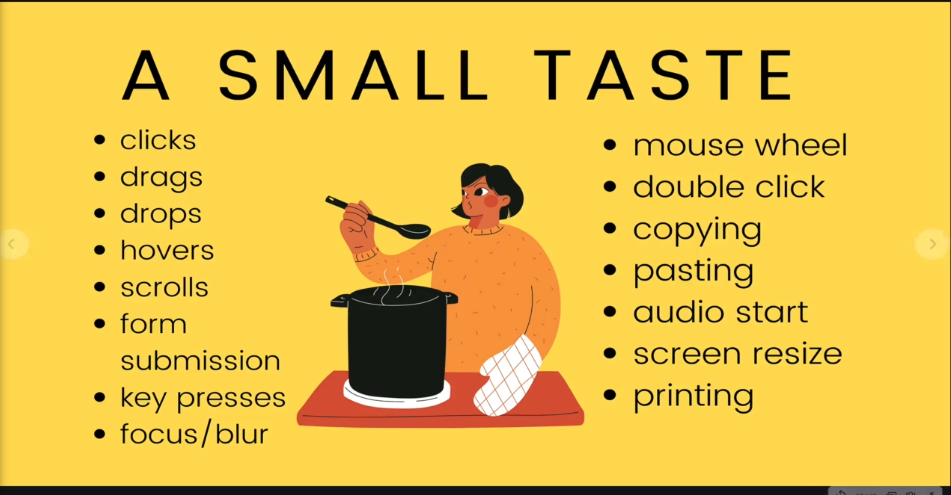 A SMALL TASTE
• clicks
• drags
• drops
• hovers
• scrolls
• form
submission
• key presses
• focus/blur
• mouse wheel
• double click
• copying
• pasting
• audio start
• screen resize
• printing